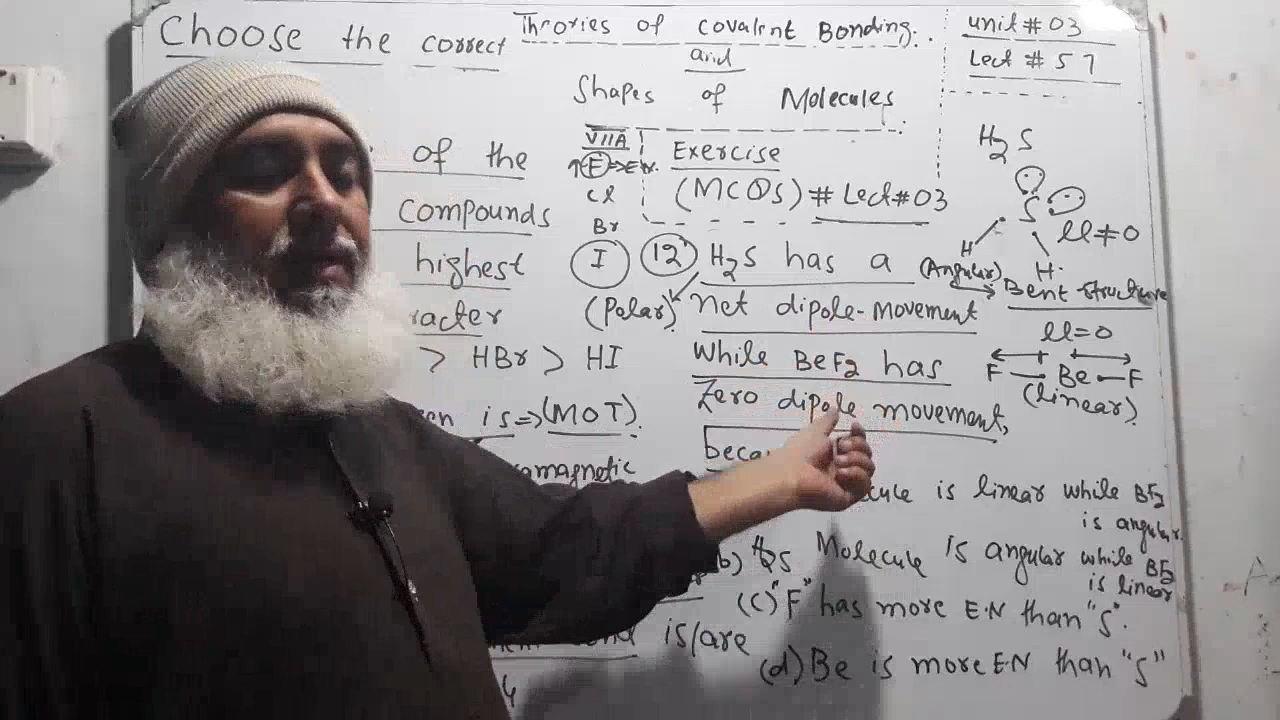 Choose the correct
Thories of covalent Bonding.
and
Shapes of Molecules
unit # 03
Lect # 57
of the
compounds
highest
racter
> HBr > HI
is => (MOT).
magnetic
is/are
VIIA
F
Cl
Br
I
Exercise
(MCQs) # Lect # 03
12 H2S has a
(Polar)
net dipole-movement
While BeF2 has
Zero dipole movement,
is linear while BF2
is angular.
b) H2S Molecule is angular while BF2
is linear
(C) "F" has more E.N than "S".
(d) Be is more E.N than "S"
H2S
S
H
H
ll≠0
(Angular)
Bent structure
ll=0
F Be F
(linear).